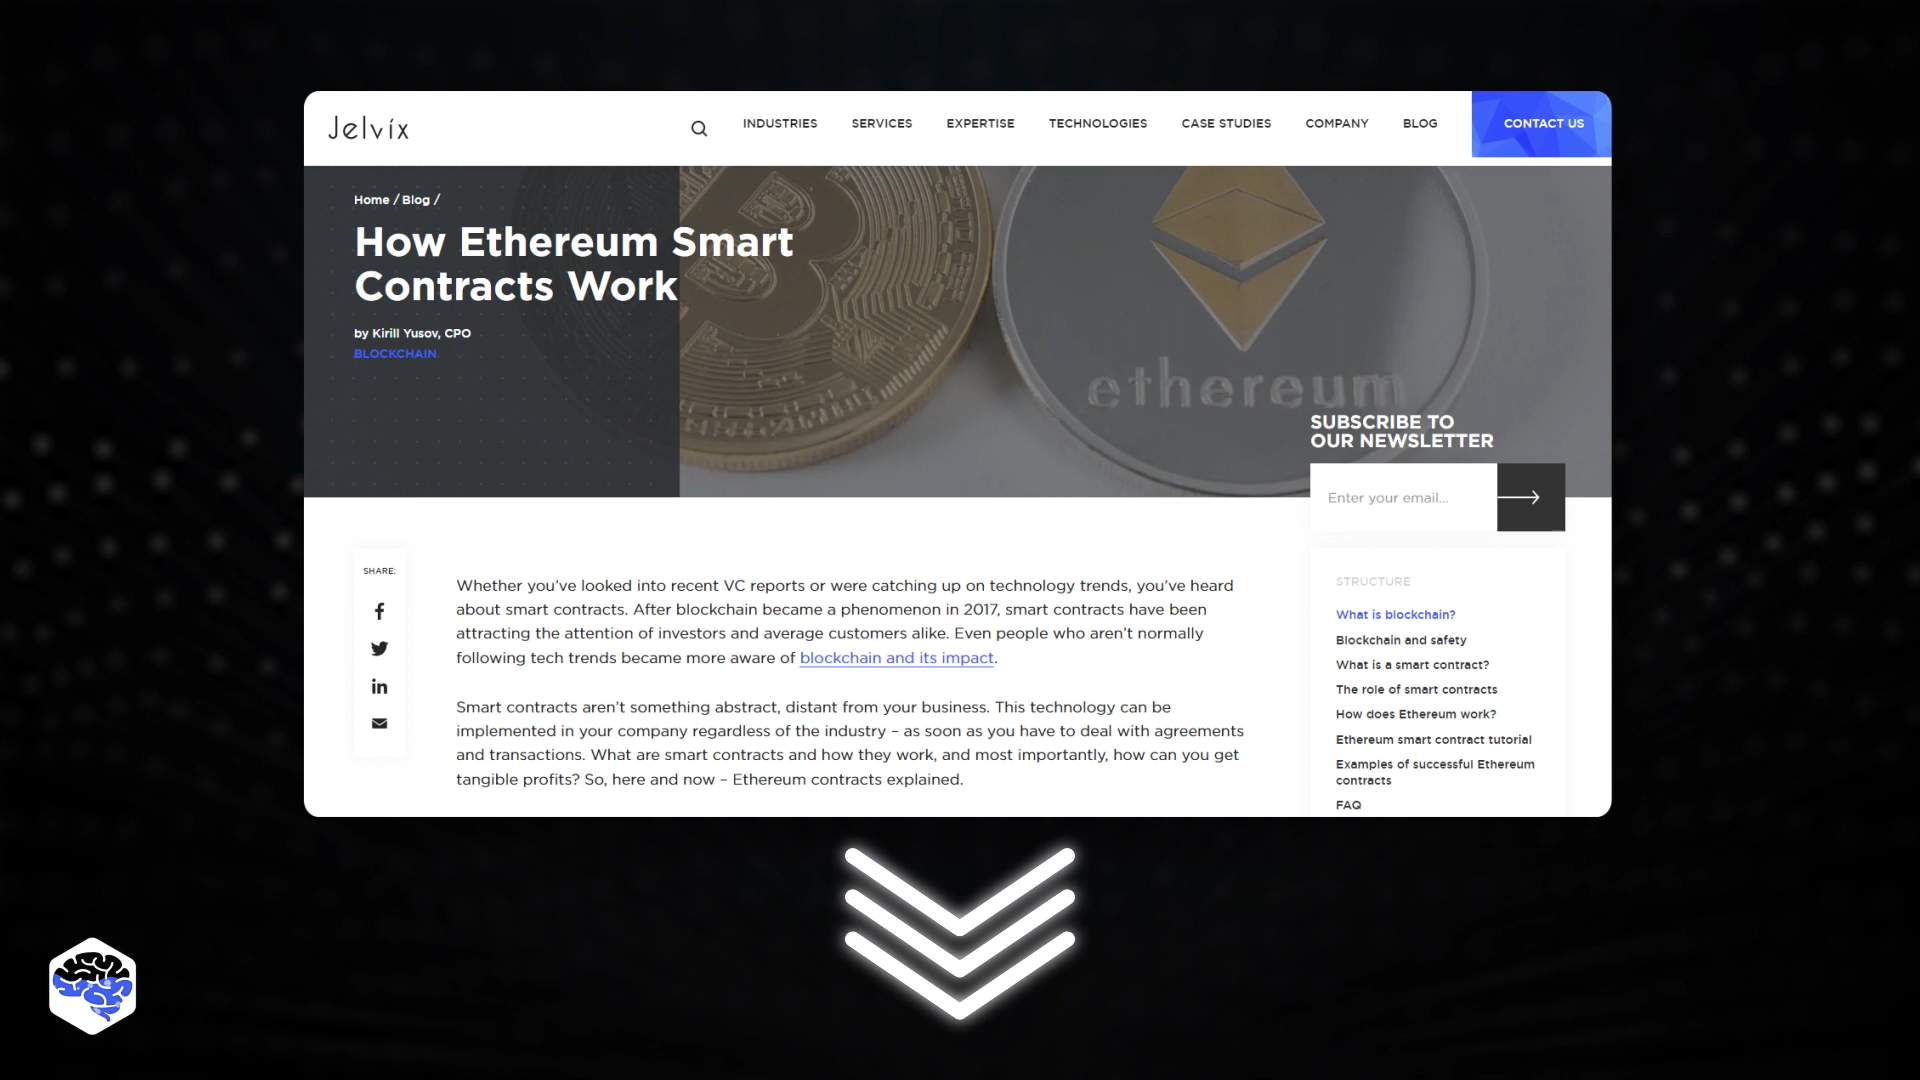 Jelvix
INDUSTRIES
SERVICES
EXPERTISE
TECHNOLOGIES
CASE STUDIES
COMPANY
BLOG
CONTACT US
Home / Blog /
How Ethereum Smart
Contracts Work
by Kirill Yusov, CPO
BLOCKCHAIN
ethereum
SUBSCRIBE TO
OUR NEWSLETTER
Enter your email...
SHARE:
Whether you’ve looked into recent VC reports or were catching up on technology trends, you’ve heard
about smart contracts. After blockchain became a phenomenon in 2017, smart contracts have been
attracting the attention of investors and average customers alike. Even people who aren’t normally
following tech trends became more aware of blockchain and its impact.
Smart contracts aren’t something abstract, distant from your business. This technology can be
implemented in your company regardless of the industry – as soon as you have to deal with agreements
and transactions. What are smart contracts and how they work, and most importantly, how can you get
tangible profits? So, here and now – Ethereum contracts explained.
STRUCTURE
What is blockchain?
Blockchain and safety
What is a smart contract?
The role of smart contracts
How does Ethereum work?
Ethereum smart contract tutorial
Examples of successful Ethereum
contracts
FAQ